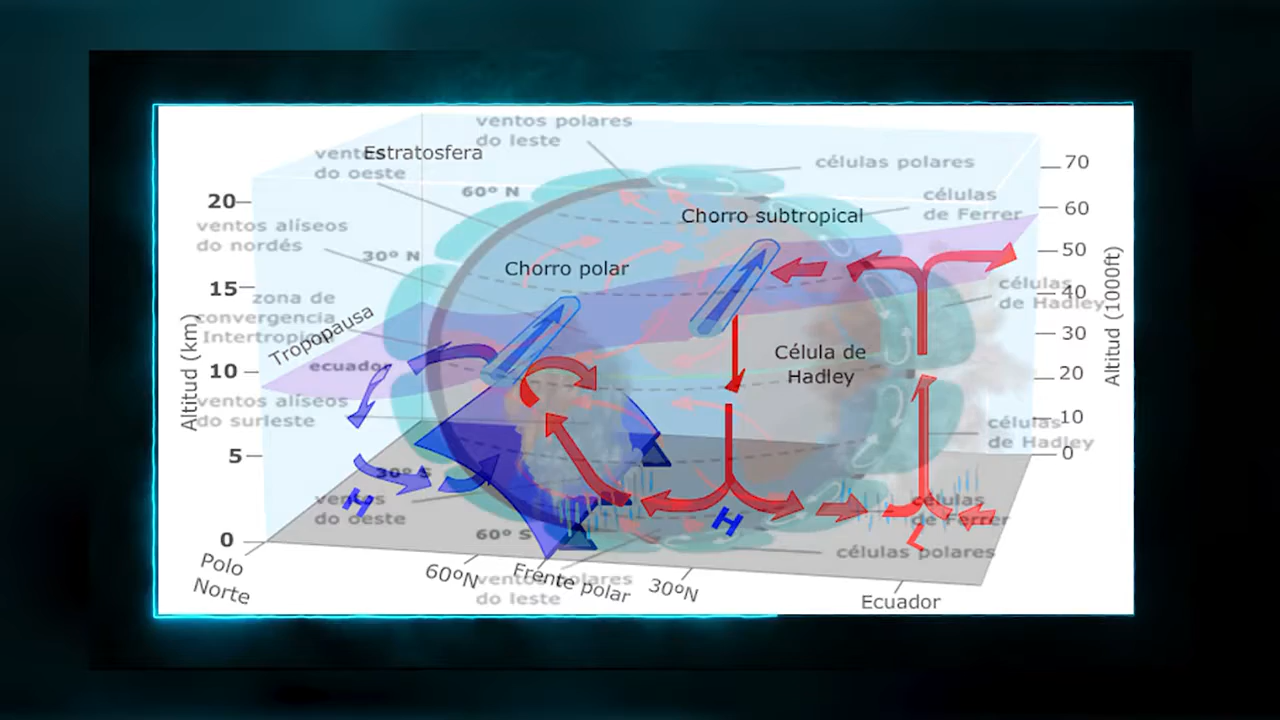 ventos polares
do leste
Estratosfera
ventos
do oeste
células polares
70
60º N
20
células
de Ferrer
60
Chorro subtropical
ventos alíseos
do nordés
30º N
50
Chorro polar
15
zona de
convergencia
Intertropical
células
de Hadley
40
Altitud (km)
Altitud (1000ft)
Tropopausa
30
Célula de
Hadley
ecuador
10
20
ventos alíseos
do surleste
10
células
de Hadley
5
0
30º S
H
ventos
do oeste
H
células
de Ferrer
L
0
60º S
células polares
Polo
Norte
60ºN
Frente polar
30ºN
Ecuador
ventos polares
do leste